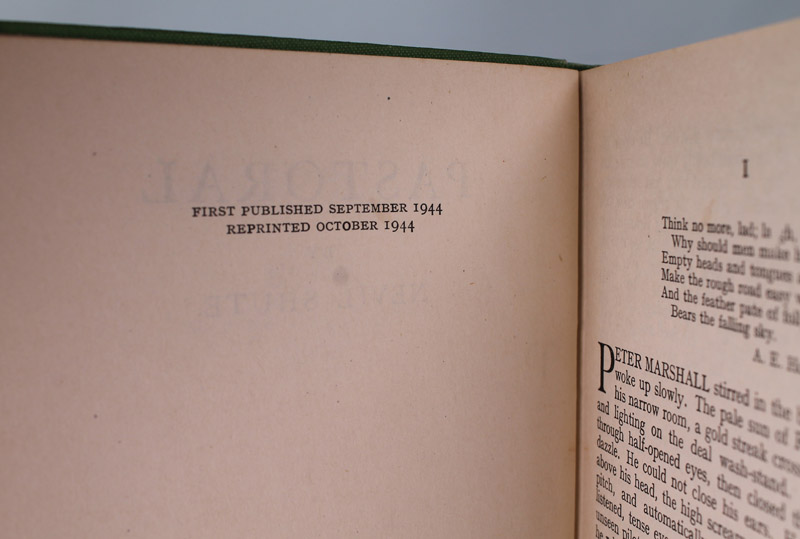 PASTORAL
FIRST PUBLISHED SEPTEMBER 1944
REPRINTED OCTOBER 1944
SHUTE
I
Think no more, lad;
Why should men make
Empty heads and tongues
Make the rough road easy
And the feather pate of
Bears the falling sky.
A. E.
PETER MARSHALL stirred in the
woke up slowly. The pale sun of
his narrow room, a gold streak
and lighting on the deal wash-stand.
through half-opened eyes, then closed
dazzle. He could not close his ears.
above his head, the high
pitch, and
listened, tense
unseen